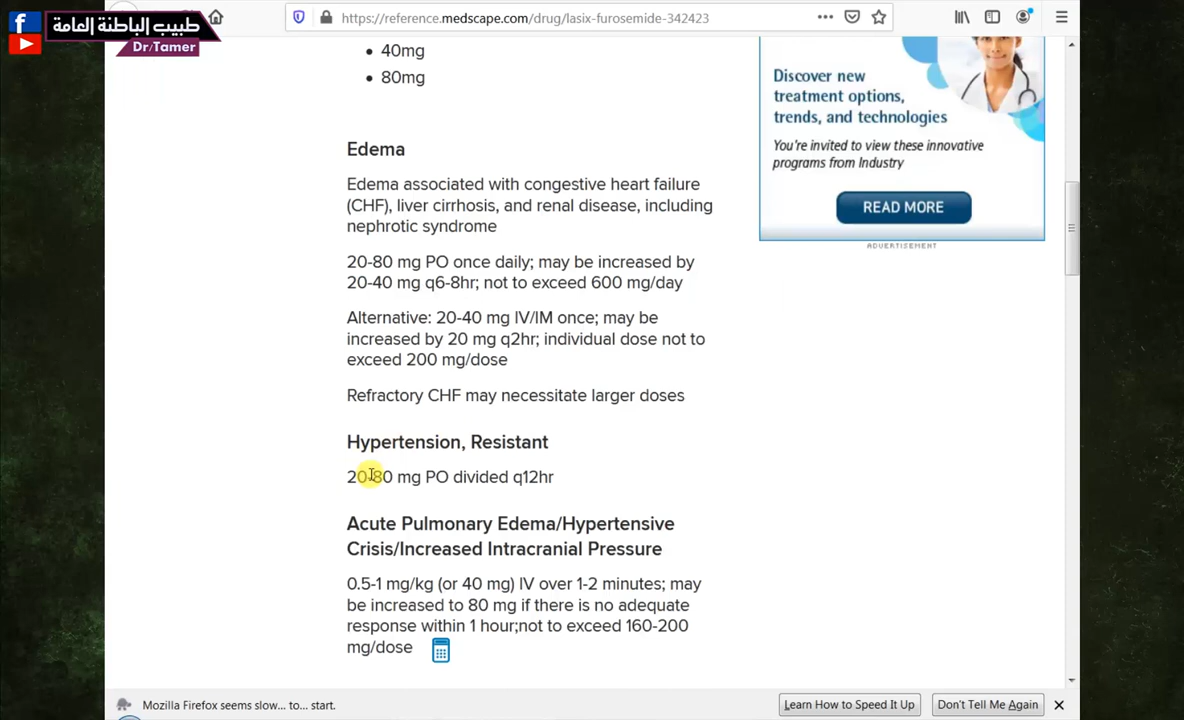 طبيب الباطنة العامة
Dr/Tamer
https://reference.medscape.com/drug/lasix-furosemide-342423
• 40mg
• 80mg
Discover new
treatment options,
trends, and technologies
You're invited to view these innovative
programs from Industry
READ MORE
ADVERTISEMENT
Edema
Edema associated with congestive heart failure
(CHF), liver cirrhosis, and renal disease, including
nephrotic syndrome
20-80 mg PO once daily; may be increased by
20-40 mg q6-8hr; not to exceed 600 mg/day
Alternative: 20-40 mg IV/IM once; may be
increased by 20 mg q2hr; individual dose not to
exceed 200 mg/dose
Refractory CHF may necessitate larger doses
Hypertension, Resistant
20-80 mg PO divided q12hr
Acute Pulmonary Edema/Hypertensive
Crisis/Increased Intracranial Pressure
0.5-1 mg/kg (or 40 mg) IV over 1-2 minutes; may
be increased to 80 mg if there is no adequate
response within 1 hour;not to exceed 160-200
mg/dose
Mozilla Firefox seems slow... to... start.
Learn How to Speed It Up
Don't Tell Me Again